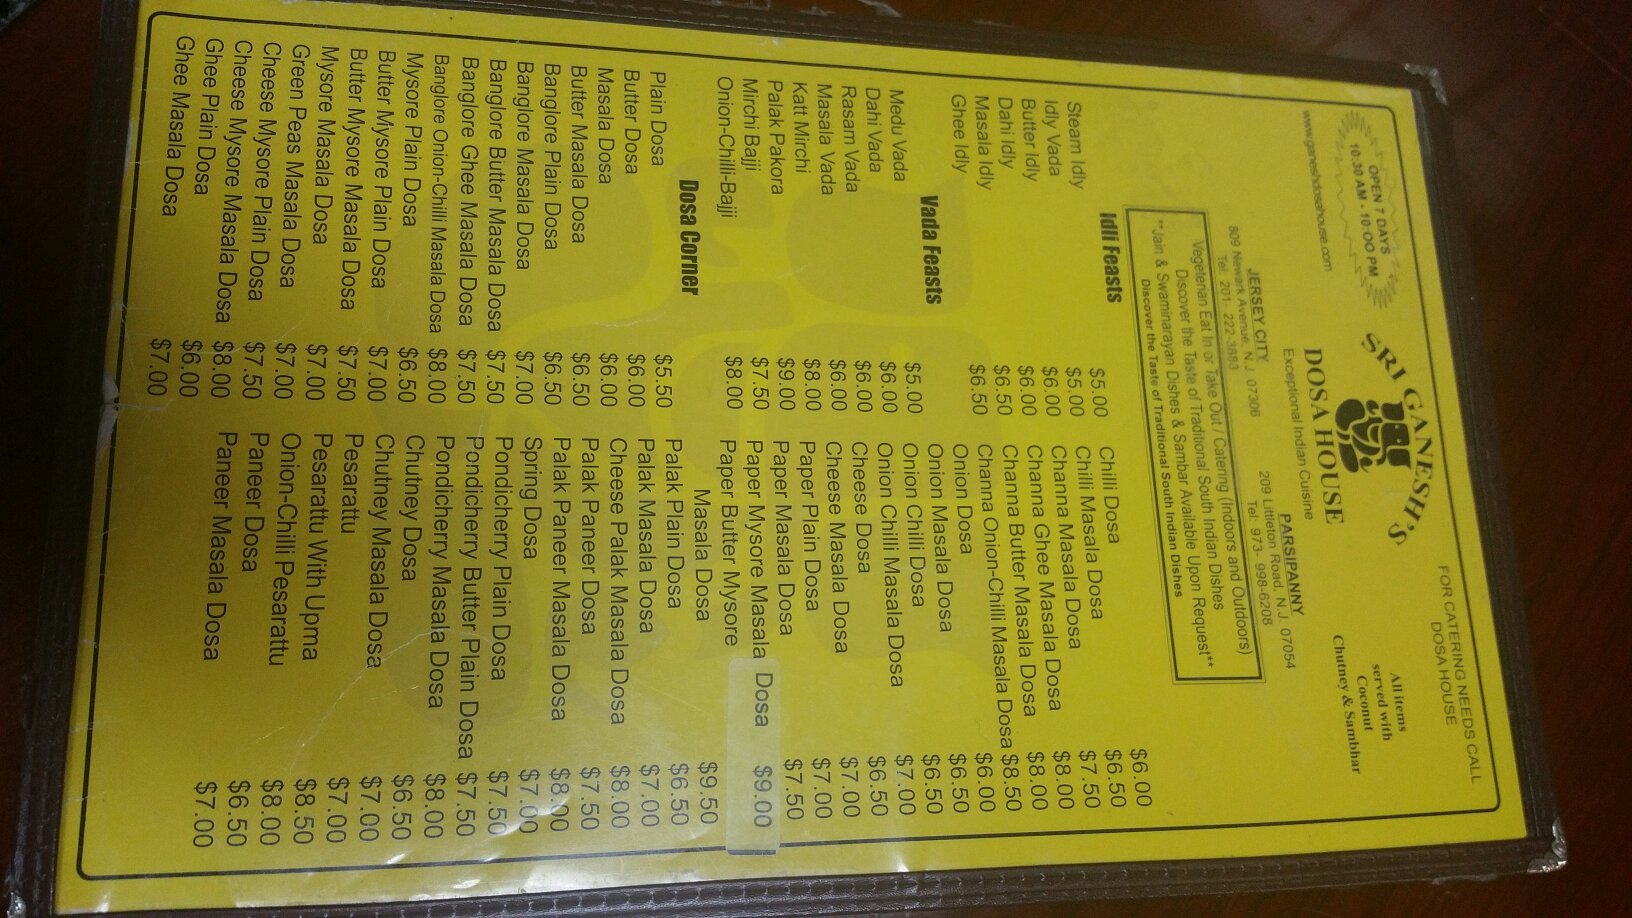 OPEN 7 DAYS
10:30 AM - 10:OO PM
www.ganeshdosahouse.com
SRI GANESH'S
DOSA HOUSE
Exceptional Indian Cuisine
FOR CATERING NEEDS CALL
DOSA HOUSE
All items
served with
Coconut
Chutney & Sambhar
JERSEY CITY
809 Newark Avenue, N.J. 07306
Tel. 201- 222-3883
PARSIPANNY
209 Littleton Road, N.J. 07054
Tel: 973- 998-6208
Vegeterian Eat In or Take Out / Catering (Indoors and Outdoors)
Discover the Taste of Traditional South Indian Dishes
**Jain & Swaminarayan Dishes & Sambar Available Upon Request**
Discover the Taste of Traditional South Indian Dishes
Idli Feasts
Steam Idly $5.00
Idly Vada $5.00
Butter Idly $6.00
Dahi Idly $6.00
Masala Idly $6.50
Ghee Idly $6.50
Vada Feasts
Medu Vada $5.00
Dahi Vada $6.00
Rasam Vada $6.00
Masala Vada $6.00
Katt Mirchi $8.00
Palak Pakora $9.00
Mirchi Bajji $7.50
Onion-Chilli-Bajji $8.00
Dosa Corner
Plain Dosa $5.50
Butter Dosa $6.00
Masala Dosa $6.00
Butter Masala Dosa $6.50
Banglore Plain Dosa $6.50
Banglore Masala Dosa $7.00
Banglore Butter Masala Dosa $7.50
Banglore Ghee Masala Dosa $7.50
Banglore Onion-Chilli Masala Dosa $8.00
Mysore Plain Dosa $6.50
Butter Mysore Plain Dosa $7.00
Butter Mysore Masala Dosa $7.50
Mysore Masala Dosa $7.00
Green Peas Masala Dosa $7.00
Cheese Mysore Plain Dosa $7.50
Cheese Mysore Masala Dosa $8.00
Ghee Plain Dosa $6.00
Ghee Masala Dosa $7.00
Chilli Dosa $6.00
Chilli Masala Dosa $6.50
Channa Masala Dosa $7.50
Channa Ghee Masala Dosa $8.00
Channa Butter Masala Dosa $8.00
Channa Onion-Chilli Masala Dosa $8.50
Onion Dosa $6.00
Onion Masala Dosa $6.50
Onion Chilli Dosa $6.50
Onion Chilli Masala Dosa $7.00
Cheese Dosa $6.50
Cheese Masala Dosa $7.00
Paper Plain Dosa $7.00
Paper Masala Dosa $7.50
Paper Mysore Masala Dosa $9.00
Paper Butter Mysore
Masala Dosa $9.50
Palak Plain Dosa $6.50
Palak Masala Dosa $7.00
Cheese Palak Masala Dosa $8.00
Palak Paneer Dosa $7.50
Palak Paneer Masala Dosa $8.00
Spring Dosa $7.00
Pondicherry Plain Dosa $7.50
Pondicherry Butter Plain Dosa $7.50
Pondicherry Masala Dosa $8.00
Chutney Dosa $6.50
Chutney Masala Dosa $7.00
Pesarattu $7.00
Pesarattu With Upma $8.50
Onion-Chilli Pesarattu $8.00
Paneer Dosa $6.50
Paneer Masala Dosa $7.00